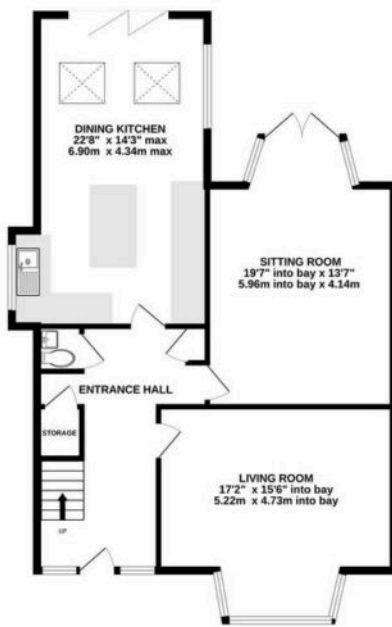 DINING KITCHEN
22'8" x 14'3" max
6.90m x 4.34m max
SITTING ROOM
19'7" into bay x 13'7"
5.96m into bay x 4.14m
ENTRANCE HALL
STORAGE
LIVING ROOM
17'2" x 15'6" into bay
5.22m x 4.73m into bay
UP